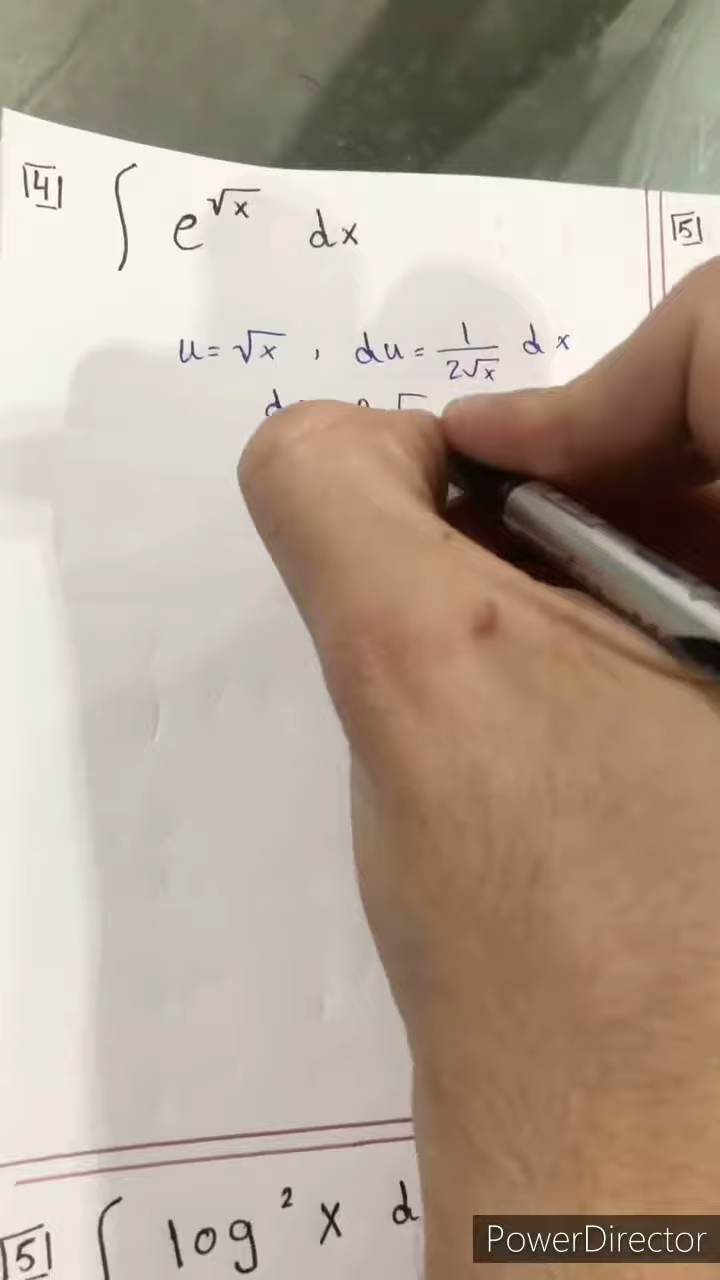 4 ∫ e^√x dx
5
u = √x , du = 1/(2√x) dx
5 ∫ log² x d
PowerDirector